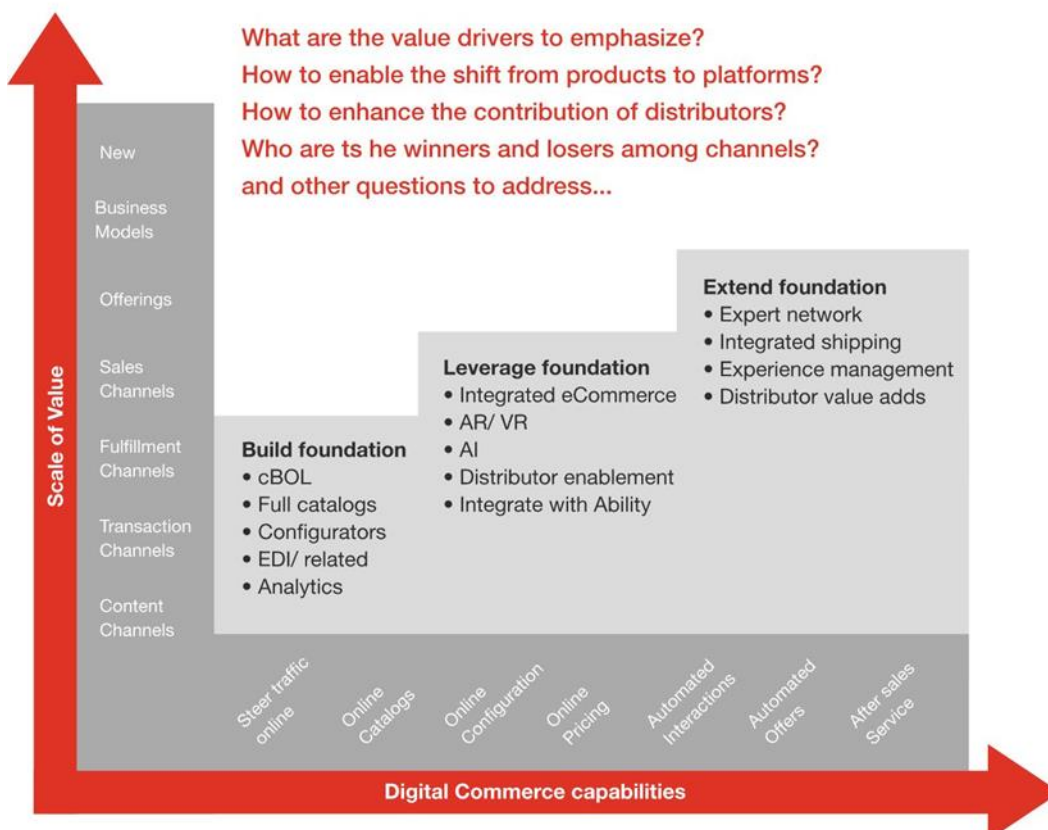 What are the value drivers to emphasize?
How to enable the shift from products to platforms?
How to enhance the contribution of distributors?
Who are ts he winners and losers among channels?
and other questions to address...
Scale of Value
New
Business
Models
Offerings
Sales
Channels
Fulfillment
Channels
Transaction
Channels
Content
Channels
Build foundation
• cBOL
• Full catalogs
• Configurators
• EDI/ related
• Analytics
Leverage foundation
• Integrated eCommerce
• AR/ VR
• AI
• Distributor enablement
• Integrate with Ability
Extend foundation
• Expert network
• Integrated shipping
• Experience management
• Distributor value adds
Steer traffic
online
Online
Catalogs
Online
Configuration
Online
Pricing
Automated
Interactions
Automated
Offers
After sales
Service
Digital Commerce capabilities